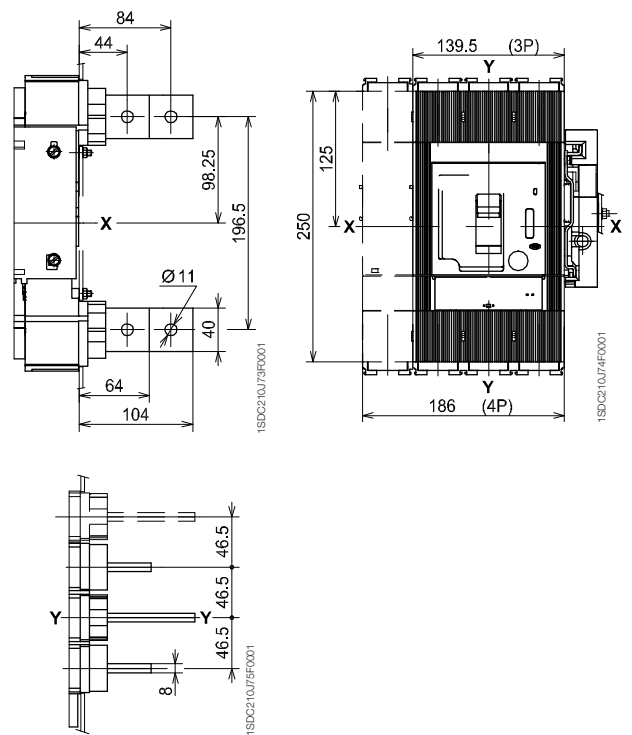 84
44
98.25
196.5
X
Ø11
40
64
104
1SDC210J73F0001
139.5 (3P)
Y
125
250
X
X
Y
186 (4P)
1SDC210J74F0001
46.5
46.5
46.5
Y
Y
8
1SDC210J75F0001